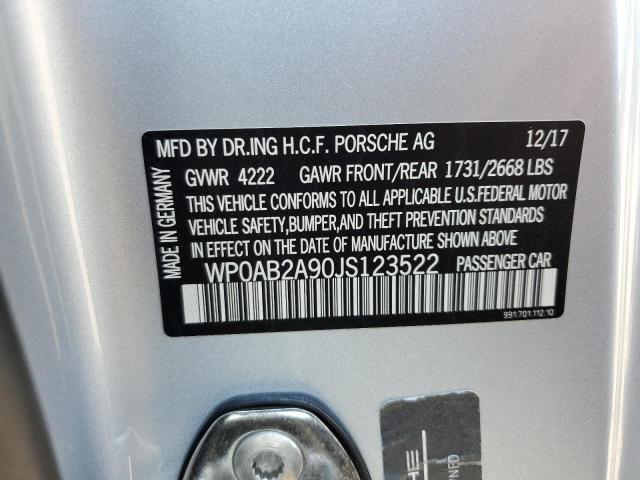 MFD BY DR.ING H.C.F. PORSCHE AG 12/17
GVWR 4222 GAWR FRONT/REAR 1731/2668 LBS
THIS VEHICLE CONFORMS TO ALL APPLICABLE U.S.FEDERAL MOTOR
VEHICLE SAFETY,BUMPER,AND THEFT PREVENTION STANDARDS
IN EFFECT ON THE DATE OF MANUFACTURE SHOWN ABOVE
WP0AB2A90JS123522 PASSENGER CAR
991.701.112.10
MADE IN GERMANY